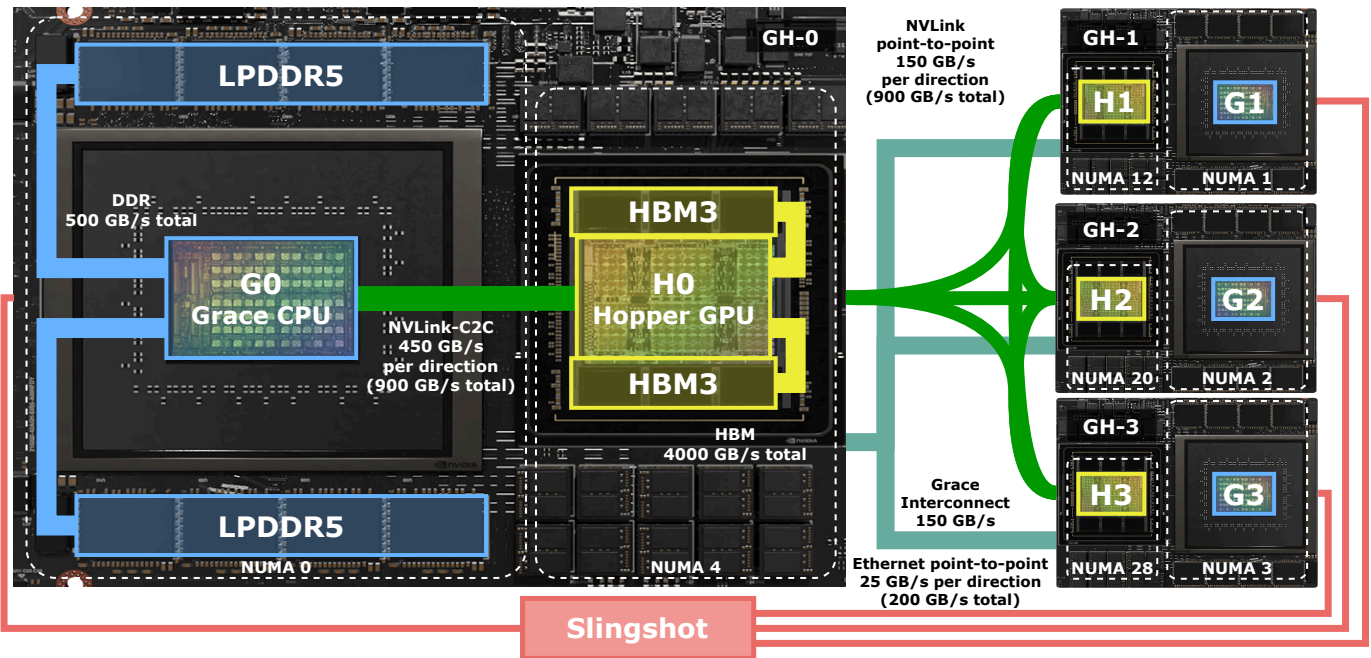 GH-0
LPDDR5
DDR
500 GB/s total
G0
Grace CPU
NVLink-C2C
450 GB/s
per direction
(900 GB/s total)
HBM3
H0
Hopper GPU
HBM3
HBM
4000 GB/s total
NVIDIA
NVIDIA
LPDDR5
NUMA 0
NUMA 4
NVLink
point-to-point
150 GB/s
per direction
(900 GB/s total)
GH-1
H1
G1
NUMA 12
NUMA 1
GH-2
H2
G2
NUMA 20
NUMA 2
GH-3
H3
G3
NUMA 28
NUMA 3
Grace
Interconnect
150 GB/s
Ethernet point-to-point
25 GB/s per direction
(200 GB/s total)
Slingshot